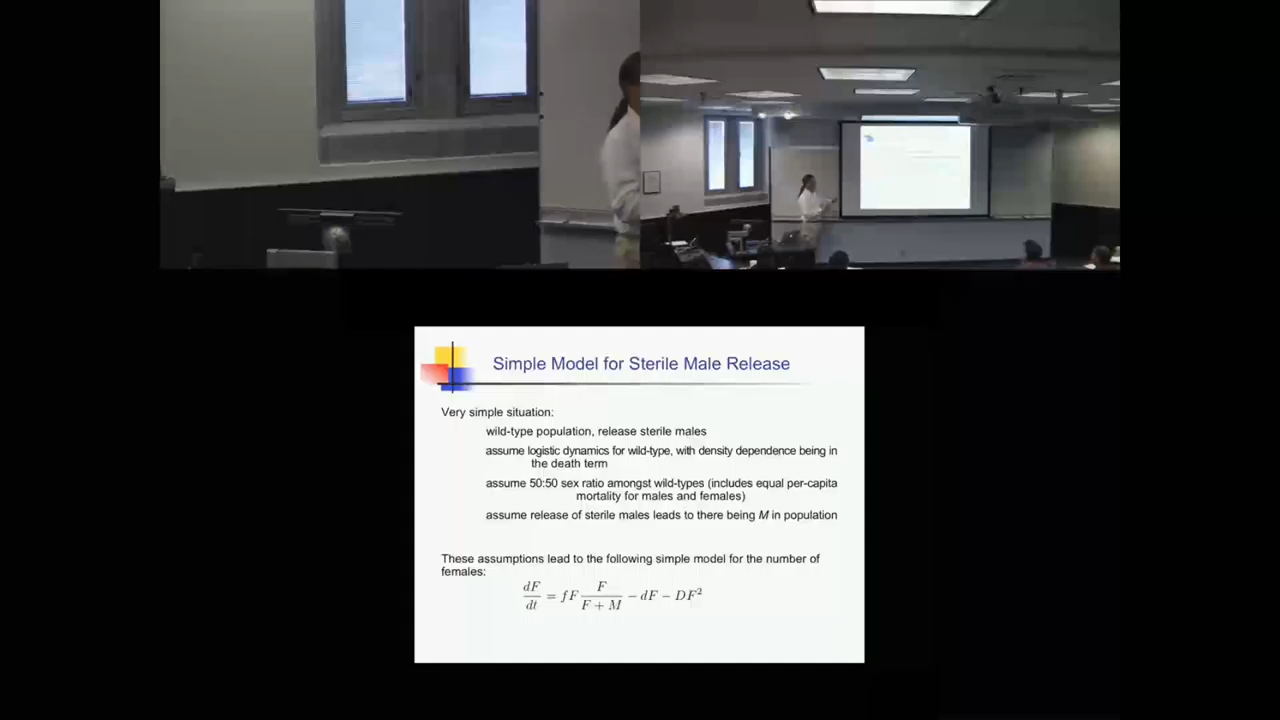 Simple Model for Sterile Male Release
Very simple situation:
wild-type population, release sterile males
assume logistic dynamics for wild-type, with density dependence being in
the death term
assume 50:50 sex ratio amongst wild-types (includes equal per-capita
mortality for males and females)
assume release of sterile males leads to there being M in population
These assumptions lead to the following simple model for the number of
females:
dF/dt = fF F/(F + M) − dF − DF²